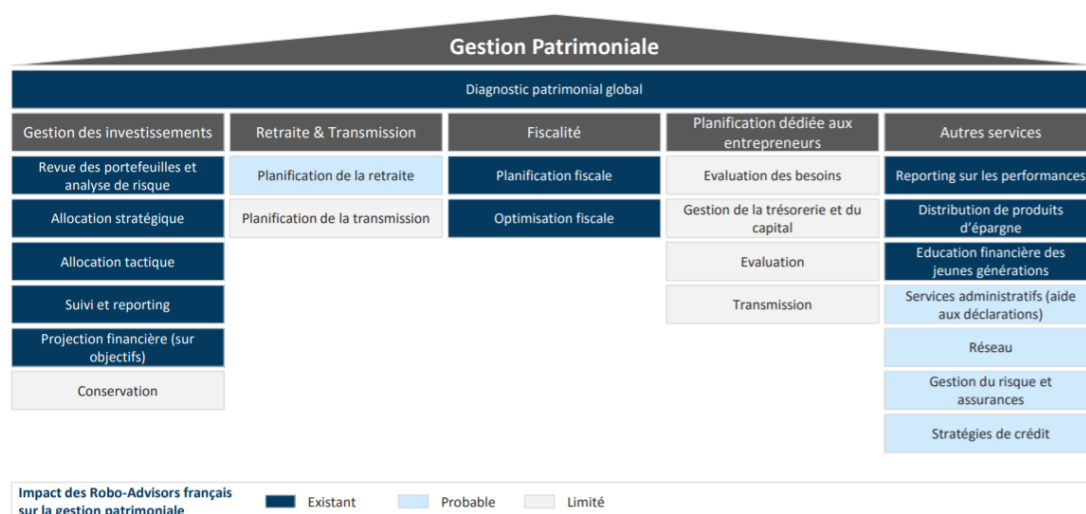 Gestion Patrimoniale
Diagnostic patrimonial global
Gestion des investissements
Revue des portefeuilles et
analyse de risque
Allocation stratégique
Allocation tactique
Suivi et reporting
Projection financière (sur
objectifs)
Conservation
Retraite & Transmission
Planification de la retraite
Planification de la transmission
Fiscalité
Planification fiscale
Optimisation fiscale
Planification dédiée aux
entrepreneurs
Evaluation des besoins
Gestion de la trésorerie et du
capital
Evaluation
Transmission
Autres services
Reporting sur les performances
Distribution de produits
d’épargne
Education financière des
jeunes générations
Services administratifs (aide
aux déclarations)
Réseau
Gestion du risque et
assurances
Stratégies de crédit
Impact des Robo-Advisors français
sur la gestion patrimoniale
Existant
Probable
Limité